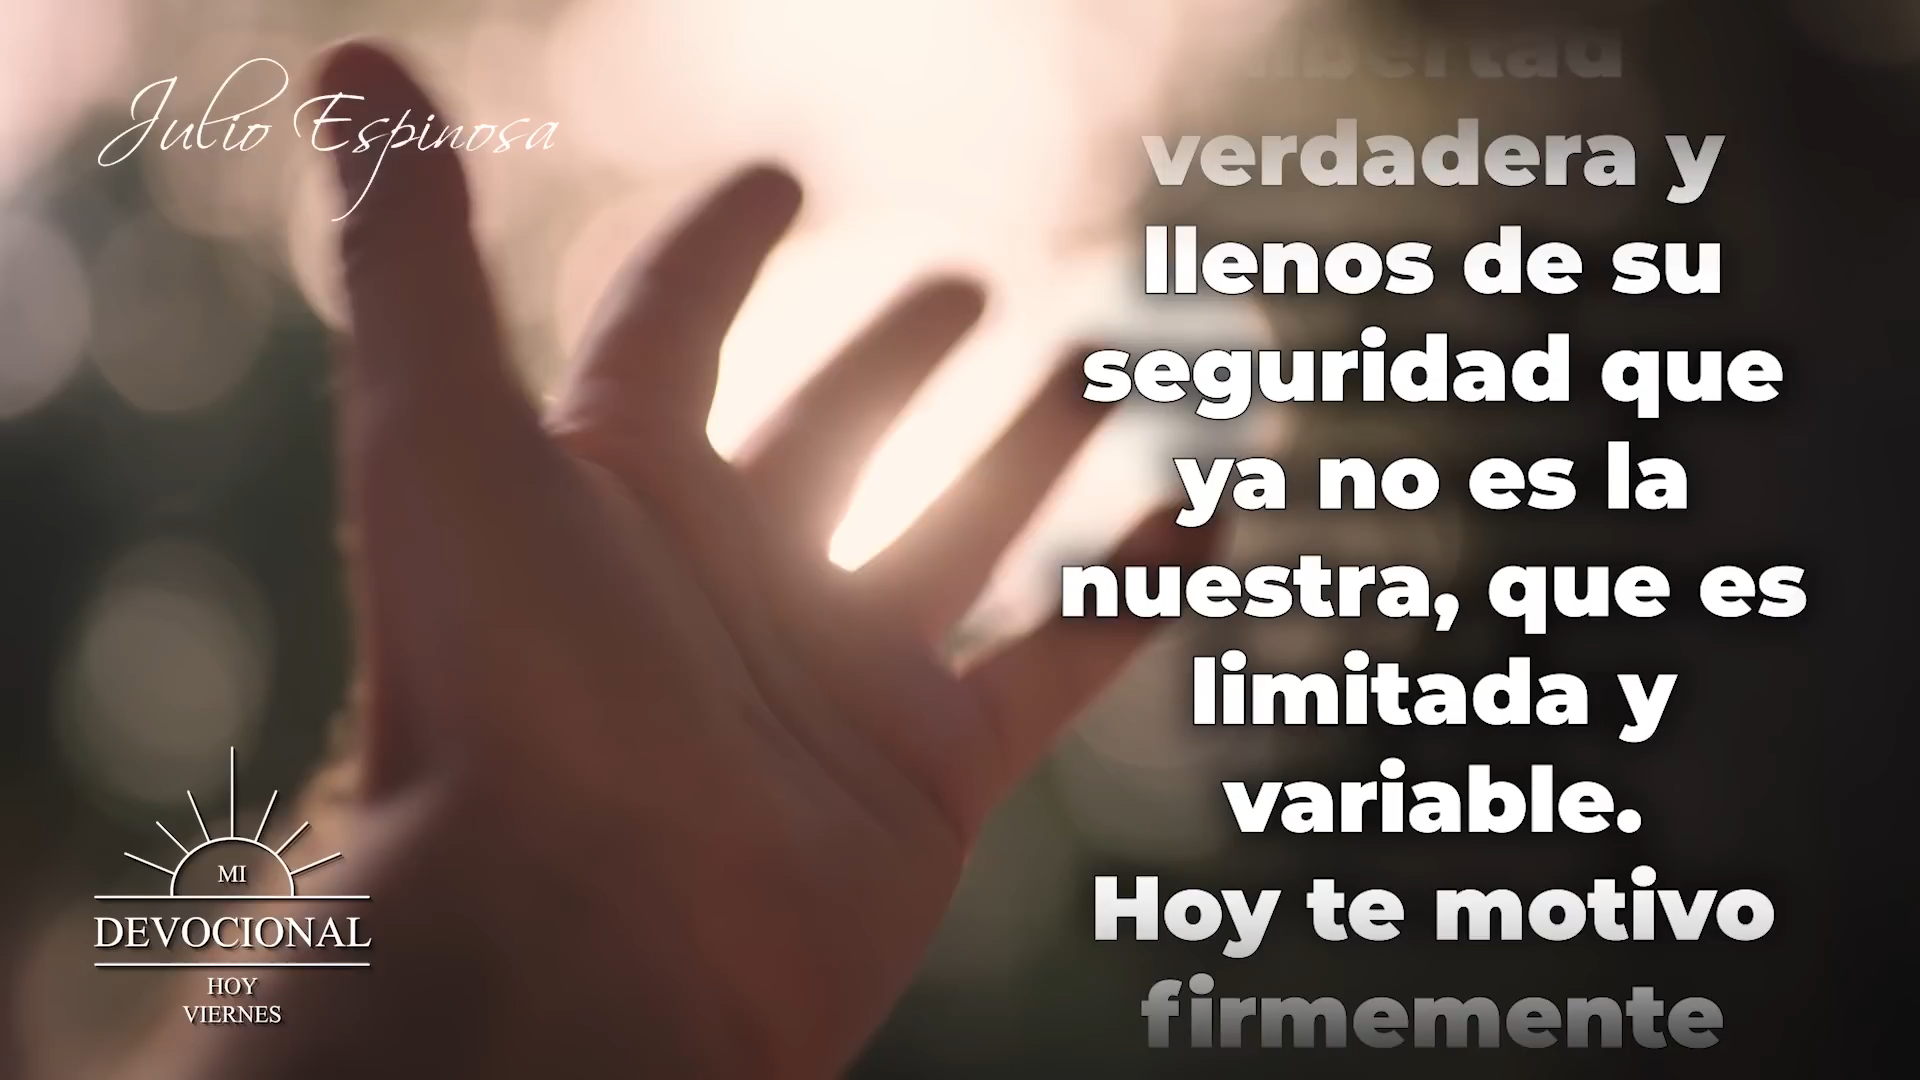 Julio Espinosa
libertad
verdadera y
llenos de su
seguridad que
ya no es la
nuestra, que es
limitada y
variable.
Hoy te motivo
firmemente
MI
DEVOCIONAL
HOY
VIERNES